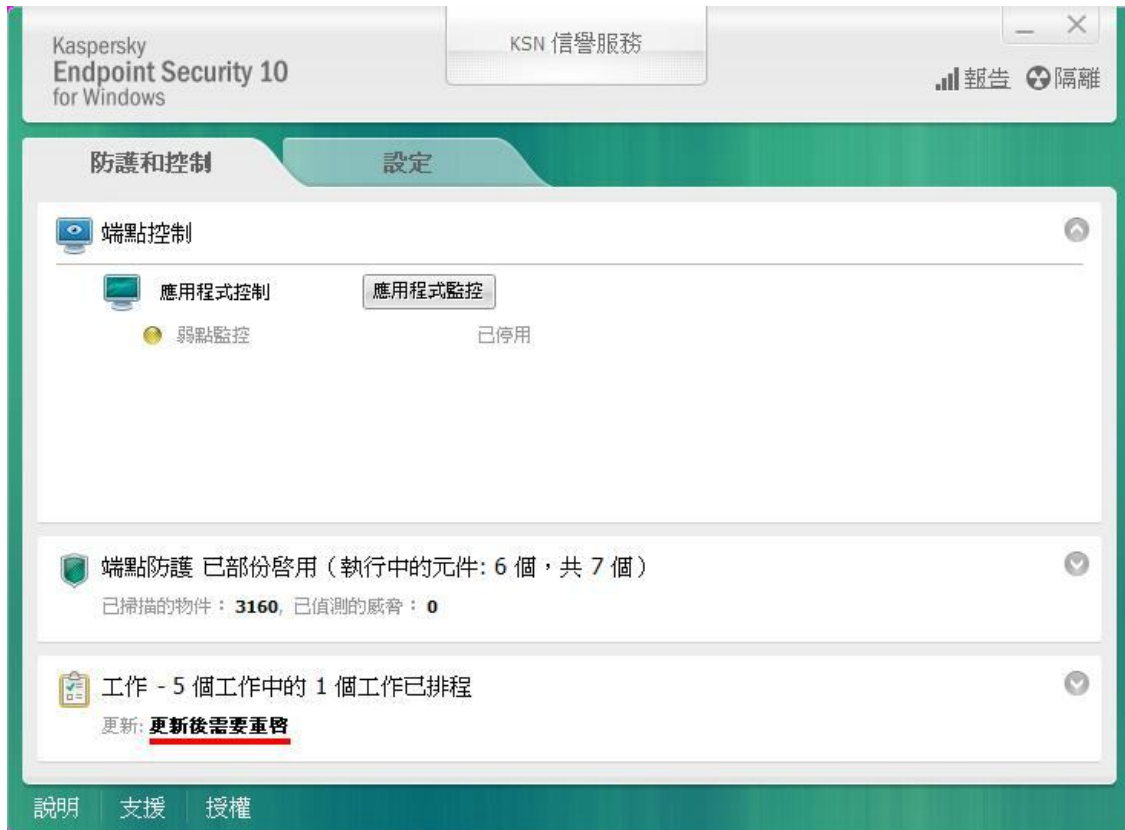 Kaspersky
Endpoint Security 10
for Windows
KSN 信譽服務
報告 隔離
防護和控制 設定
端點控制
應用程式控制 應用程式監控
弱點監控 已停用
端點防護 已部份啓用(執行中的元件: 6 個,共 7 個)
已掃描的物件: 3160, 已偵測的威脅: 0
工作 - 5 個工作中的 1 個工作已排程
更新: 更新後需要重啓
說明 支援 授權